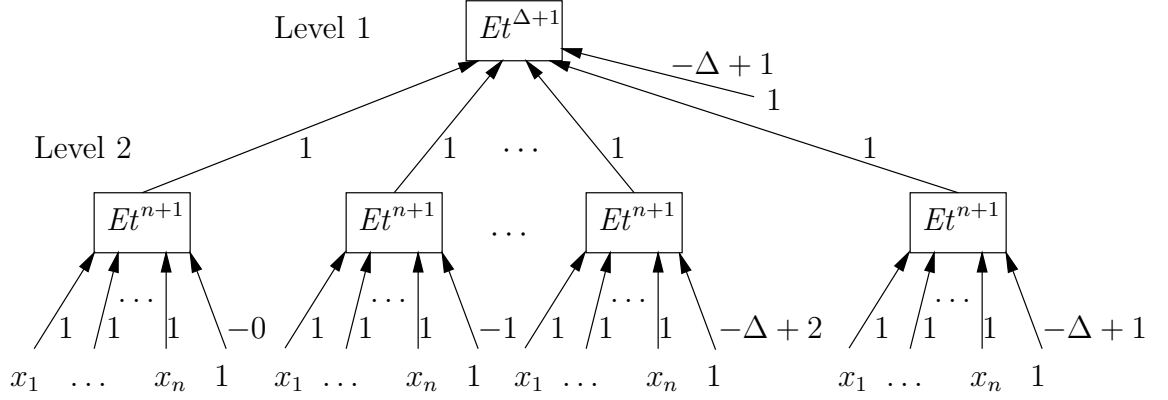 Level 1 Et^{Δ+1}
−Δ + 1
1
Level 2 1 1 ... 1 1
Et^{n+1} Et^{n+1} ... Et^{n+1} Et^{n+1}
... ... ... ...
1 1 1 −0 1 1 1 −1 1 1 1 −Δ + 2 1 1 1 −Δ + 1
x_1 ... x_n 1 x_1 ... x_n 1 x_1 ... x_n 1 x_1 ... x_n 1